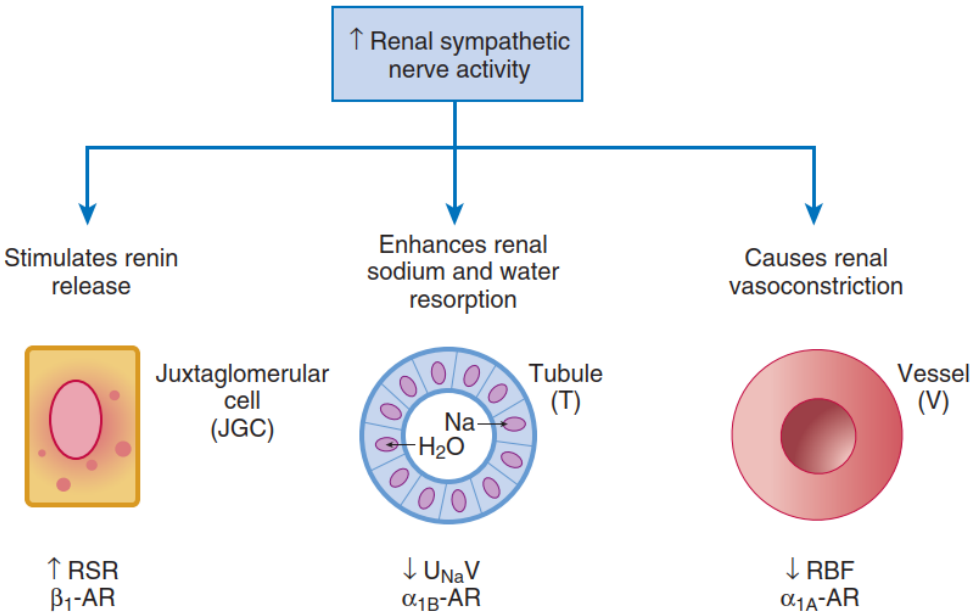 ↑ Renal sympathetic
nerve activity
Stimulates renin
release
Enhances renal
sodium and water
resorption
Causes renal
vasoconstriction
Juxtaglomerular
cell
(JGC)
Tubule
(T)
Na
H₂O
Vessel
(V)
↑ RSR
β₁-AR
↓ U_NaV
α₁B-AR
↓ RBF
α₁A-AR